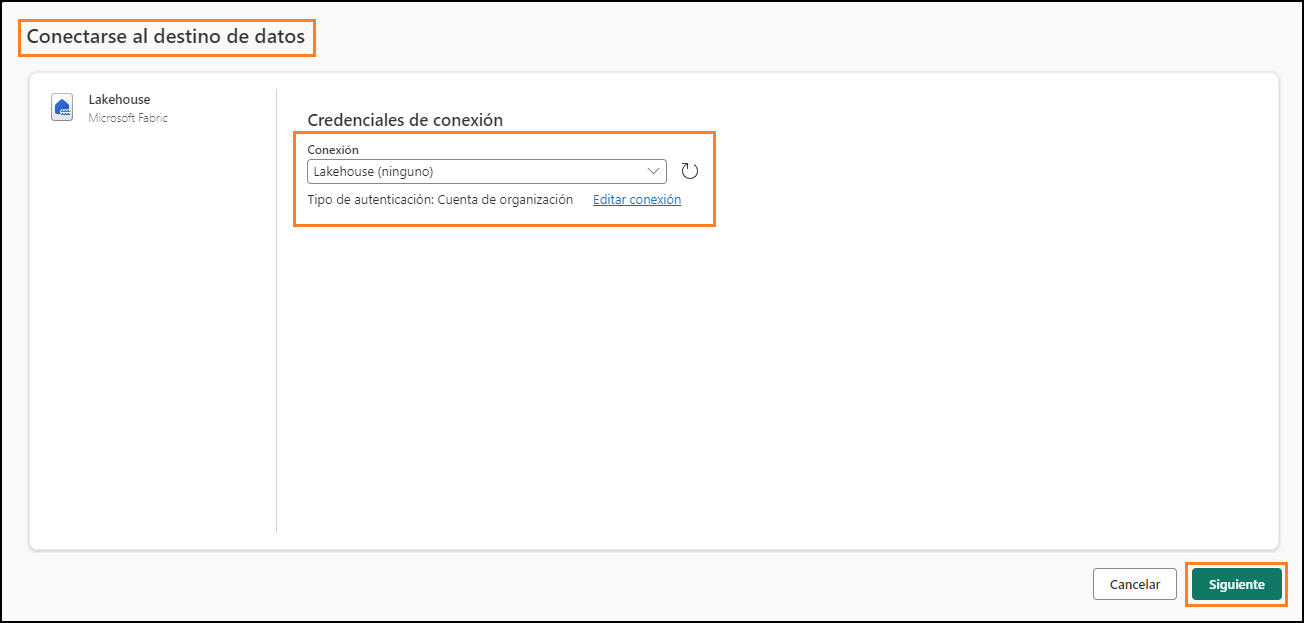 Conectarse al destino de datos
Lakehouse
Microsoft Fabric
Credenciales de conexión
Conexión
Lakehouse (ninguno)
Tipo de autenticación: Cuenta de organización Editar conexión
Cancelar Siguiente